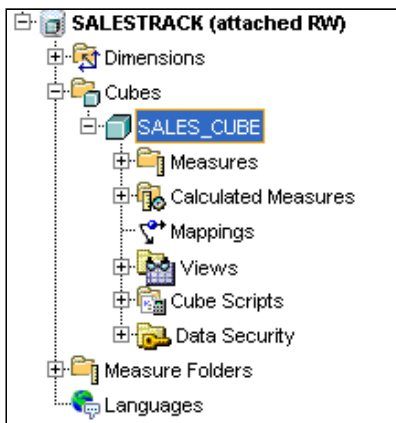 SALESTRACK (attached RW)
Dimensions
Cubes
SALES_CUBE
Measures
Calculated Measures
Mappings
Views
Cube Scripts
Data Security
Measure Folders
Languages